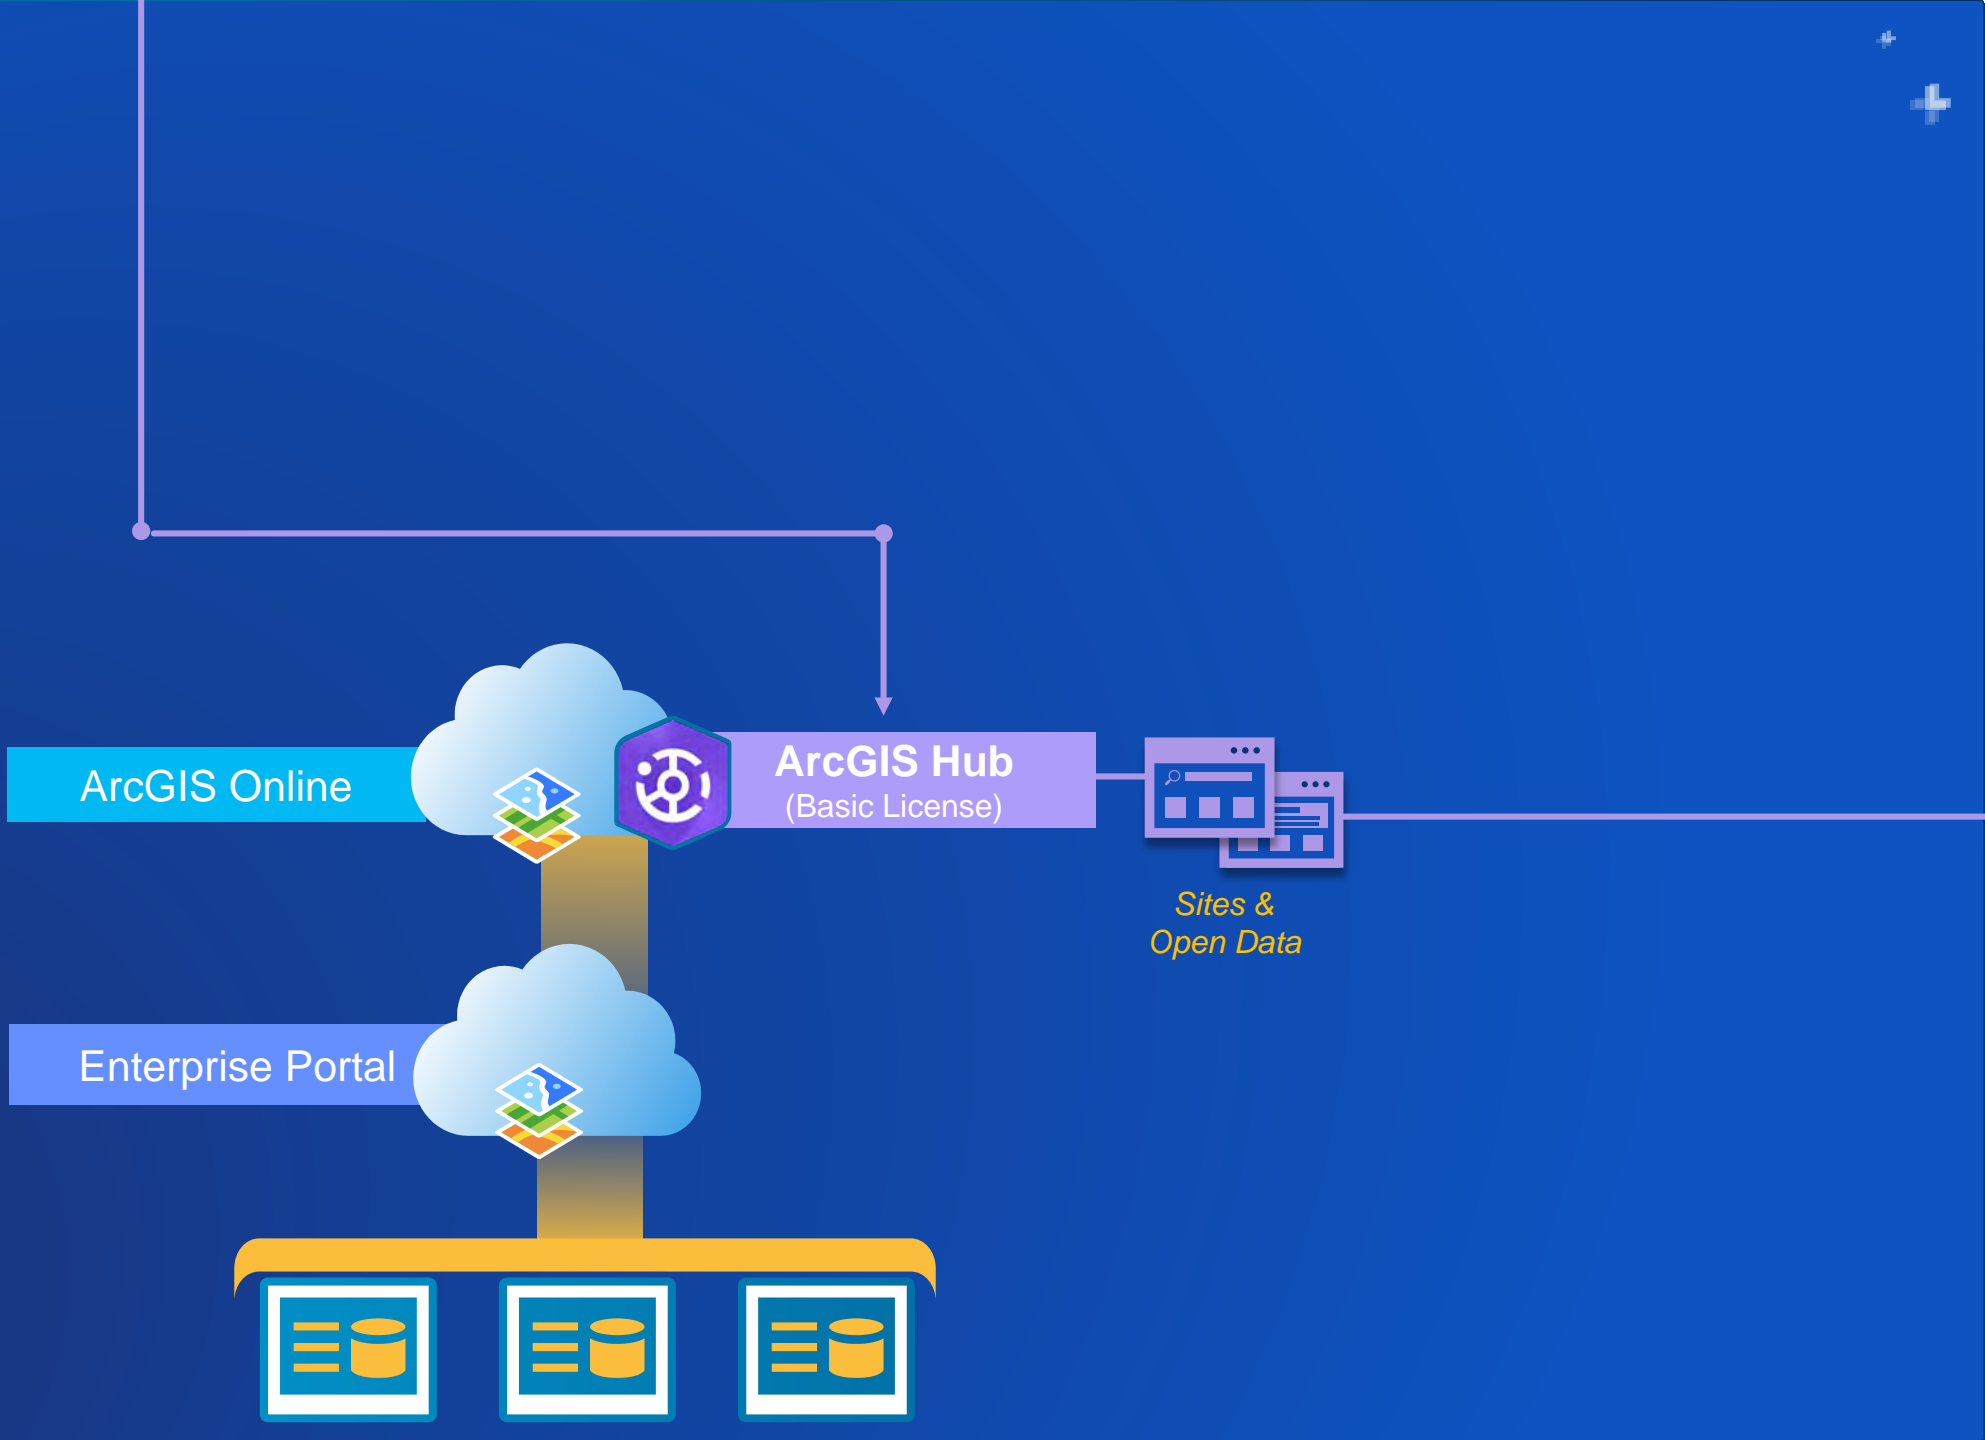 ArcGIS Online
ArcGIS Hub
(Basic License)
Sites &
Open Data
Enterprise Portal